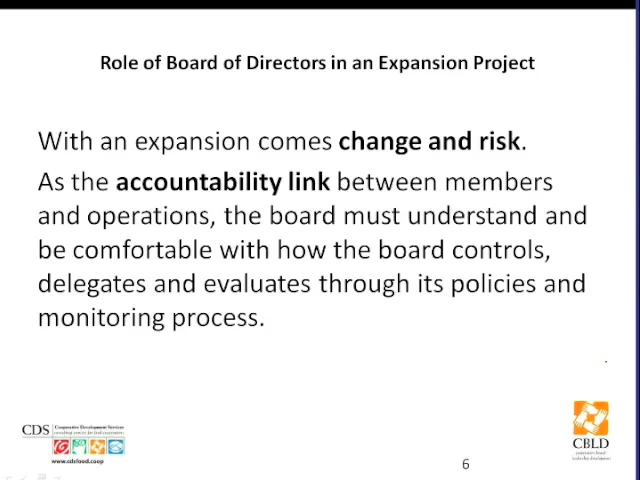 Role of Board of Directors in an Expansion Project
With an expansion comes change and risk.
As the accountability link between members
and operations, the board must understand and
be comfortable with how the board controls,
delegates and evaluates through its policies and
monitoring process.
CDS
Cooperative Development Services
www.cdsfood.coop
CBLD
6